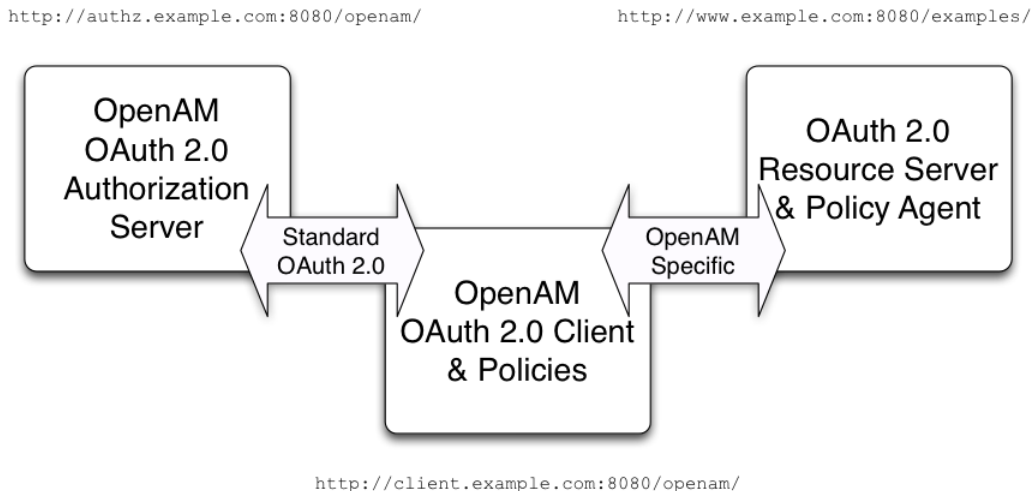 http://authz.example.com:8080/openam/
http://www.example.com:8080/examples/
OpenAM
OAuth 2.0
Authorization
Server
Standard
OAuth 2.0
OpenAM
OAuth 2.0 Client
& Policies
OpenAM
Specific
OAuth 2.0
Resource Server
& Policy Agent
http://client.example.com:8080/openam/